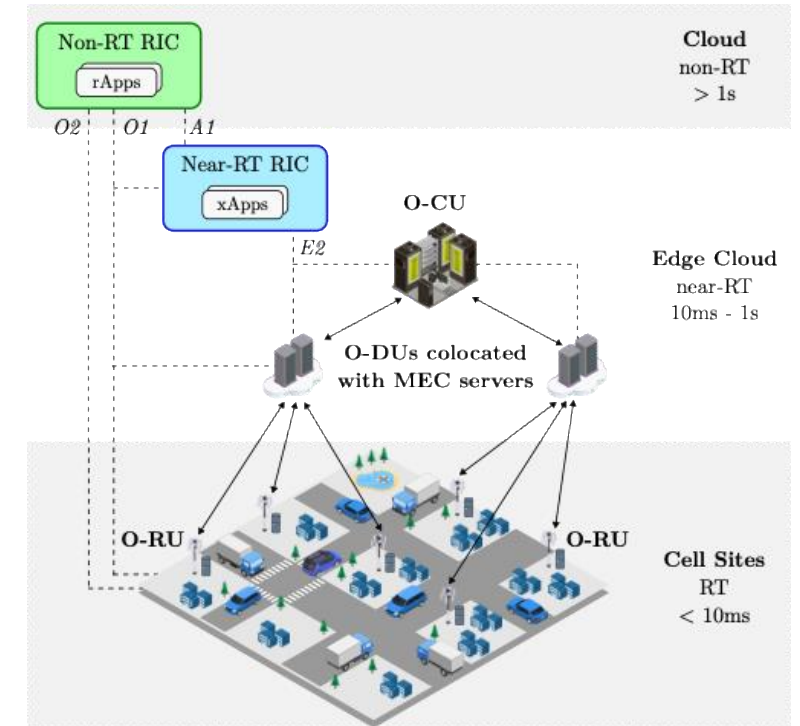 Non-RT RIC
rApps
Cloud
non-RT
> 1s
O2
O1
A1
Near-RT RIC
xApps
E2
O-CU
Edge Cloud
near-RT
10ms - 1s
O-DUs colocated
with MEC servers
O-RU
O-RU
Cell Sites
RT
< 10ms